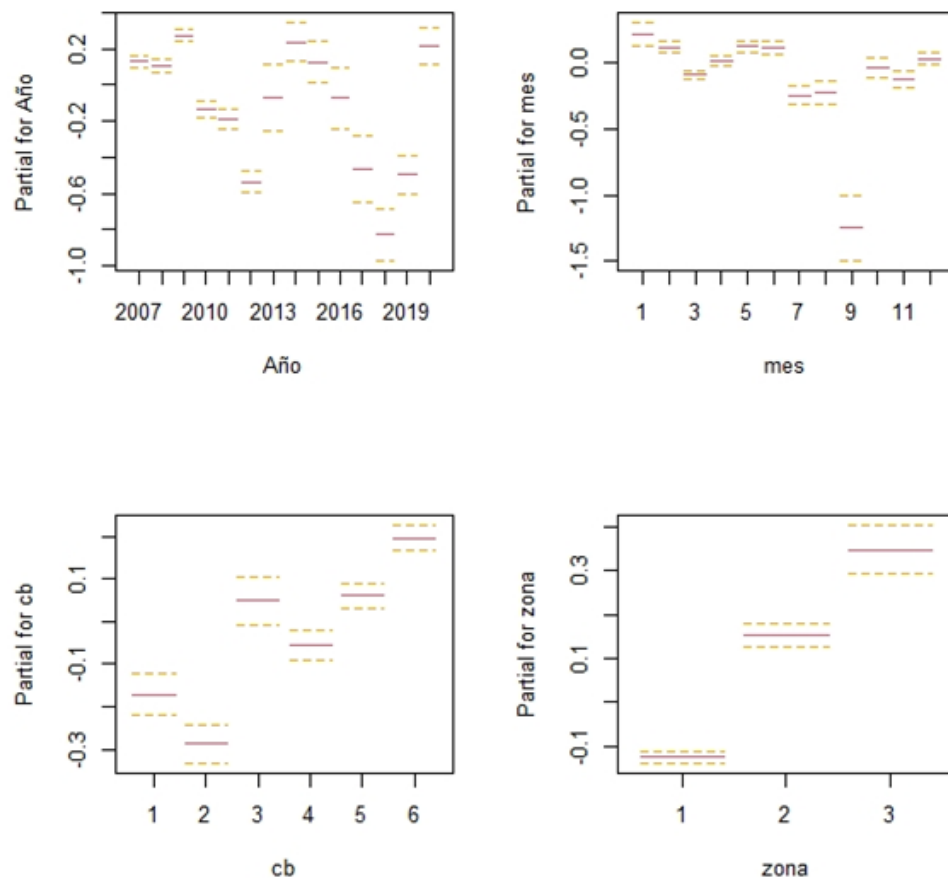 Partial for Año
0.2
-0.2
-0.6
-1.0
2007 2010 2013 2016 2019
Año
Partial for mes
0.0
-0.5
-1.0
-1.5
1 3 5 7 9 11
mes
Partial for cb
0.1
-0.1
-0.3
1 2 3 4 5 6
cb
Partial for zona
0.3
0.1
-0.1
1 2 3
zona